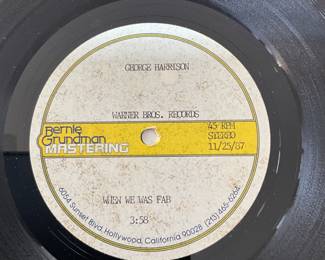 GEORGE HARRISON
WARNER BROS. RECORDS
Bernie
Grundman
MASTERING
45 RPM
STEREO
11/25/87
WHEN WE WAS FAB
3:58
6054 Sunset Blvd., Hollywood, California 90028 (213) 465-6264